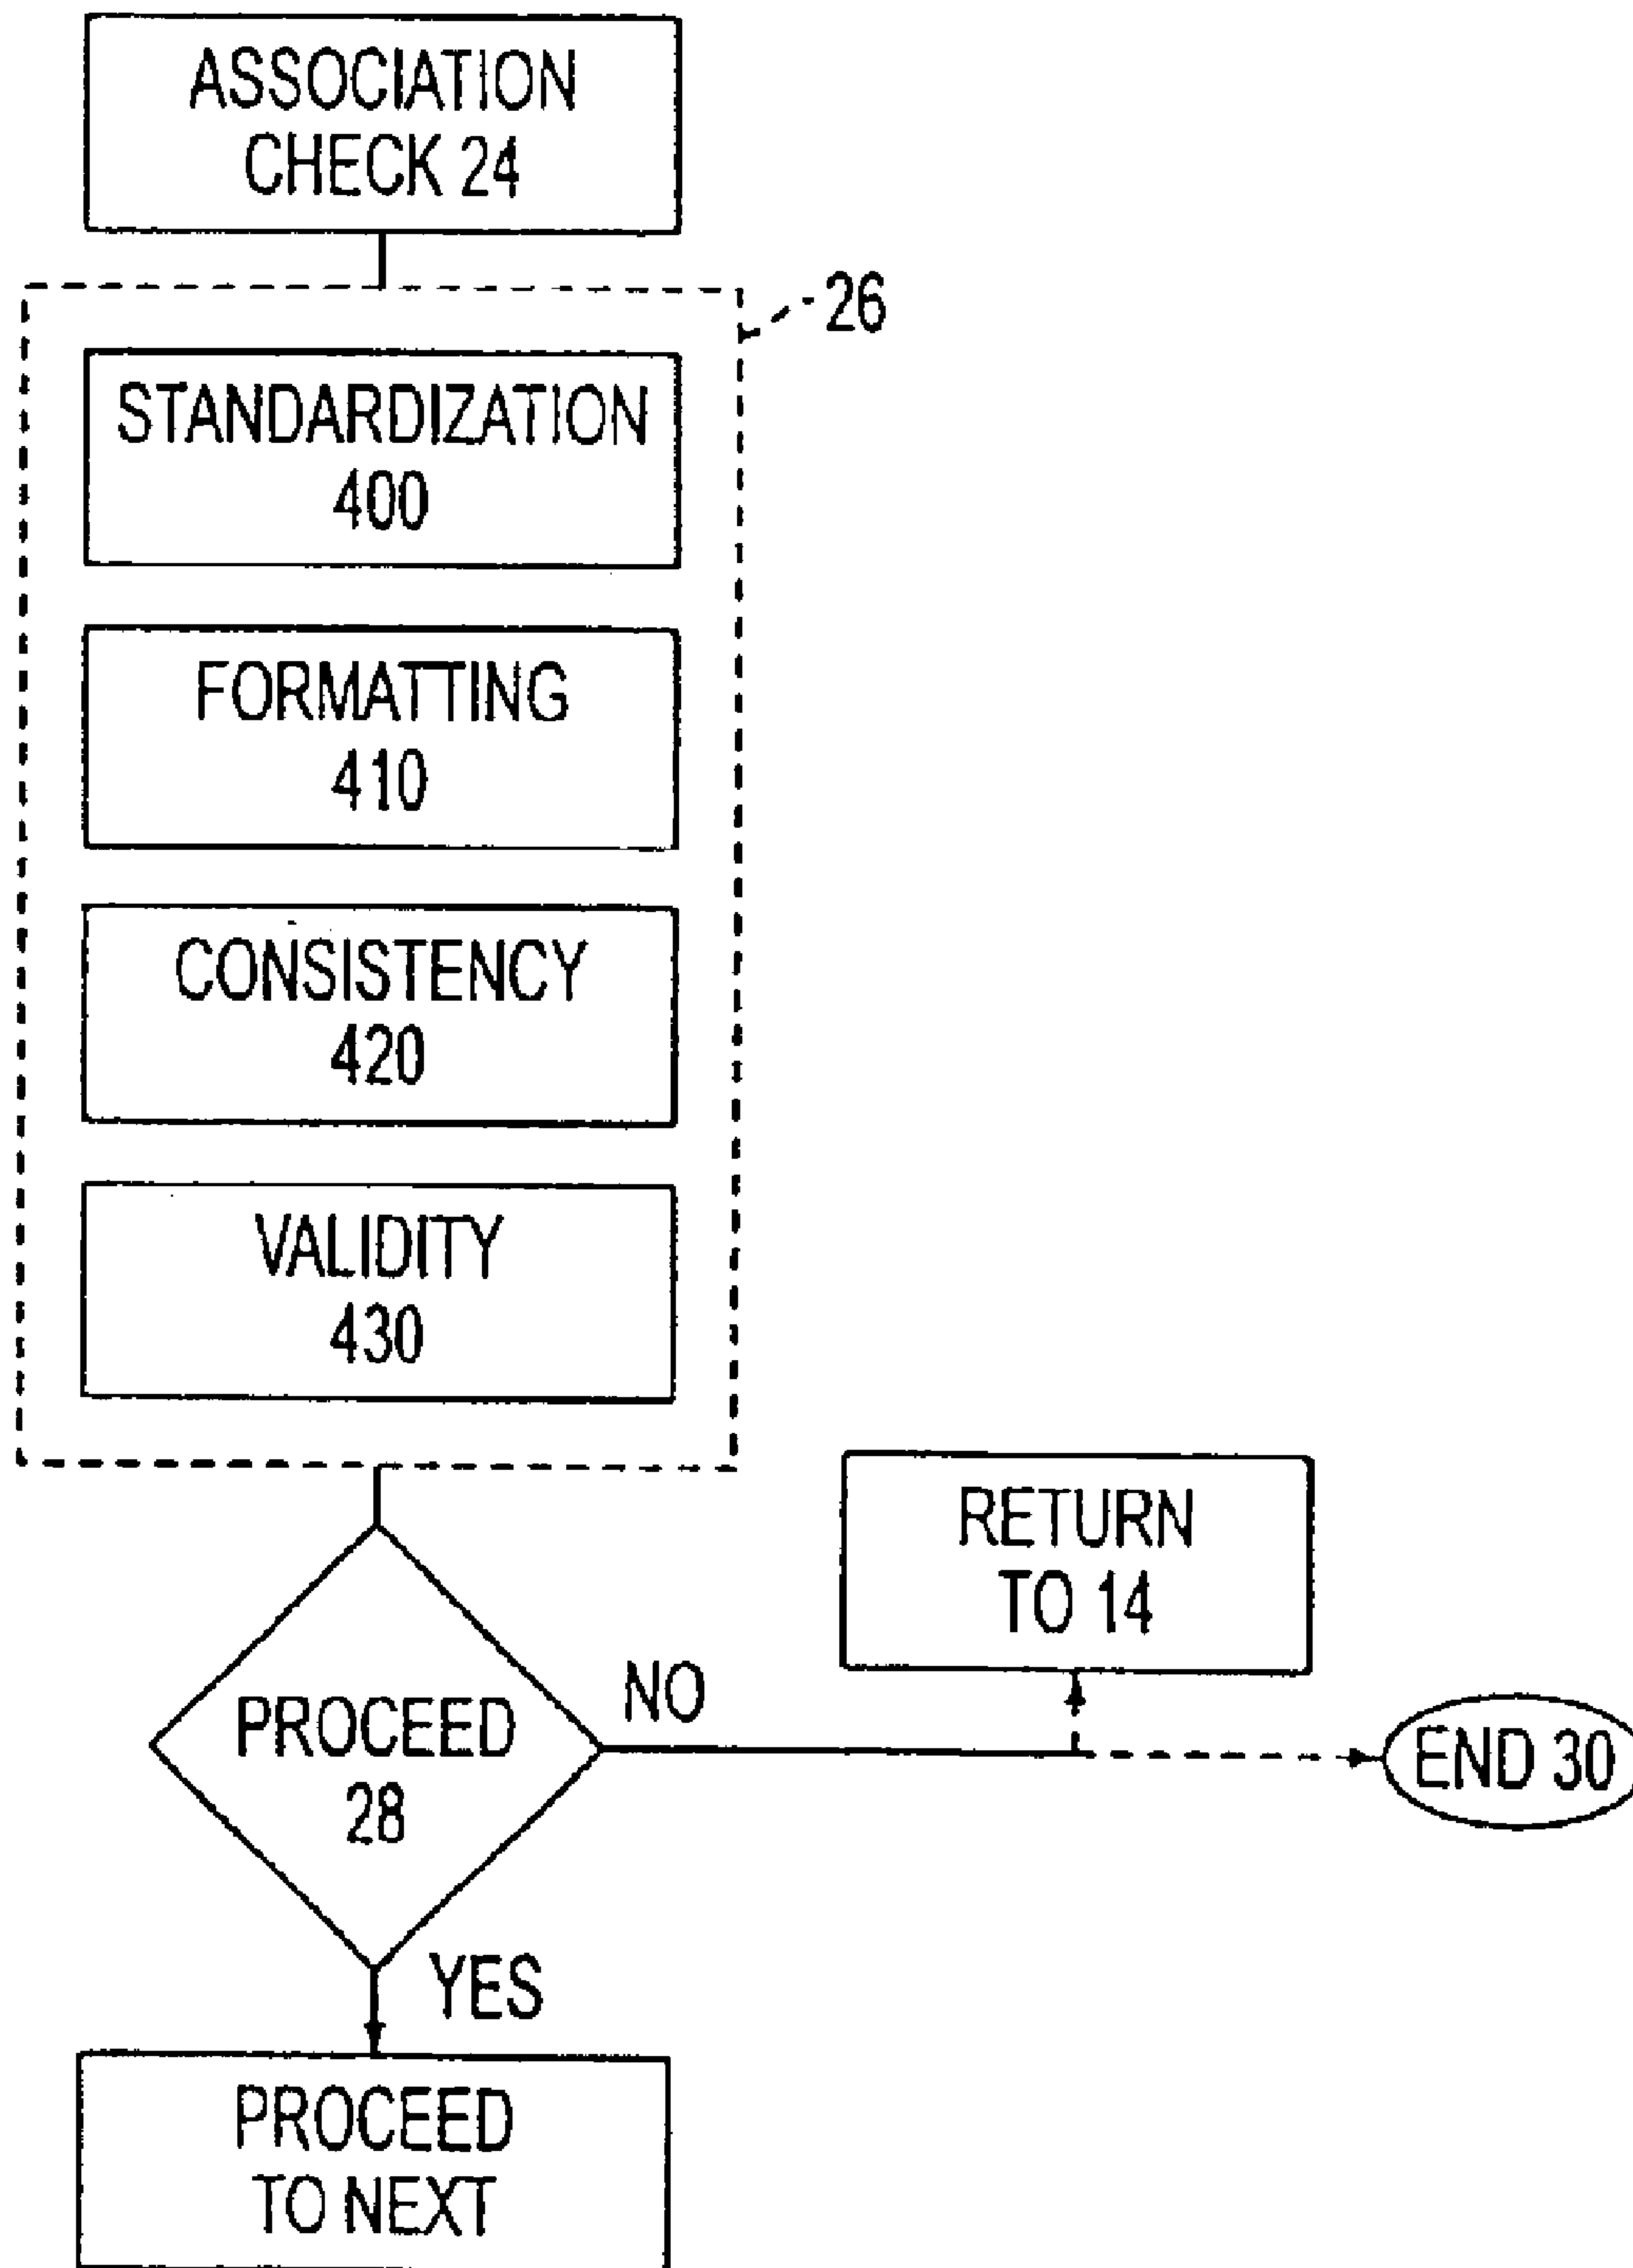 ASSOCIATION
CHECK 24
26
STANDARDIZATION
400
FORMATTING
410
CONSISTENCY
420
VALIDITY
430
RETURN
TO 14
NO
PROCEED
28
END 30
YES
PROCEED
TO NEXT